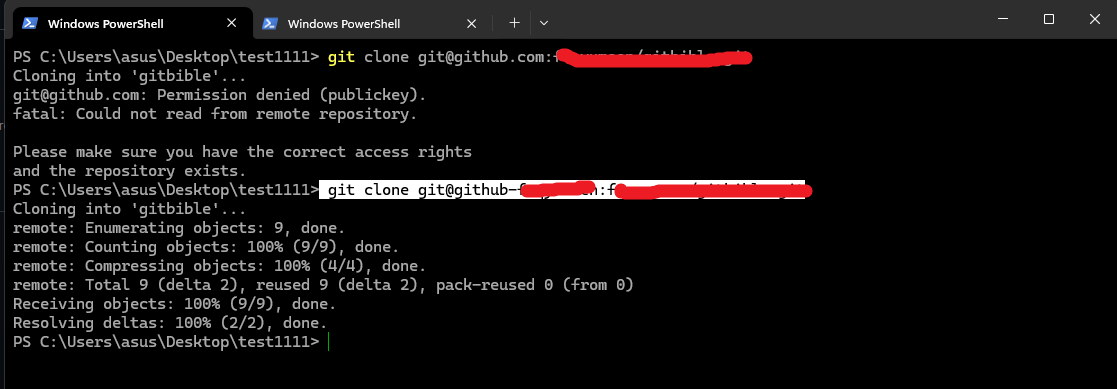 Windows PowerShell
Windows PowerShell
PS C:\Users\asus\Desktop\test1111> git clone git@github.com:
Cloning into 'gitbible'...
git@github.com: Permission denied (publickey).
fatal: Could not read from remote repository.
Please make sure you have the correct access rights
and the repository exists.
PS C:\Users\asus\Desktop\test1111> git clone git@github-
Cloning into 'gitbible'...
remote: Enumerating objects: 9, done.
remote: Counting objects: 100% (9/9), done.
remote: Compressing objects: 100% (4/4), done.
remote: Total 9 (delta 2), reused 9 (delta 2), pack-reused 0 (from 0)
Receiving objects: 100% (9/9), done.
Resolving deltas: 100% (2/2), done.
PS C:\Users\asus\Desktop\test1111>